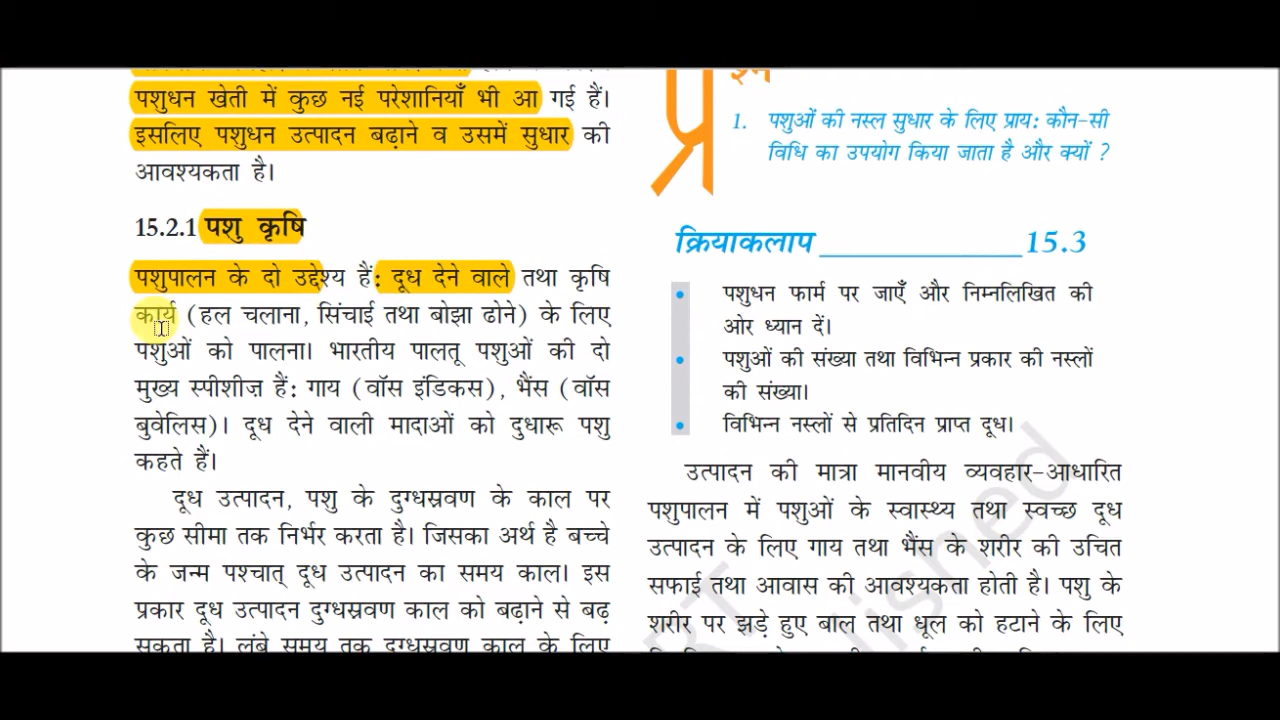 पशुधन खेती में कुछ नई परेशानियाँ भी आ गई हैं।
इसलिए पशुधन उत्पादन बढ़ाने व उसमें सुधार की
आवश्यकता है।
15.2.1 पशु कृषि
पशुपालन के दो उद्देश्य हैं: दूध देने वाले तथा कृषि
कार्य (हल चलाना, सिंचाई तथा बोझा ढोने) के लिए
पशुओं को पालना। भारतीय पालतू पशुओं की दो
मुख्य स्पीशीज़ हैं: गाय (वॉस इंडिकस), भैंस (वॉस
बुवेलिस)। दूध देने वाली मादाओं को दुधारू पशु
कहते हैं।
दूध उत्पादन, पशु के दुग्धस्रवण के काल पर
कुछ सीमा तक निर्भर करता है। जिसका अर्थ है बच्चे
के जन्म पश्चात् दूध उत्पादन का समय काल। इस
प्रकार दूध उत्पादन दुग्धस्रवण काल को बढ़ाने से बढ़
सकता है। लंबे समय तक दुग्धस्रवण काल के लिए
प्र
1. पशुओं की नस्ल सुधार के लिए प्राय: कौन-सी
विधि का उपयोग किया जाता है और क्यों ?
क्रियाकलाप ____________ 15.3
• पशुधन फार्म पर जाएँ और निम्नलिखित की
ओर ध्यान दें।
• पशुओं की संख्या तथा विभिन्न प्रकार की नस्लों
की संख्या।
• विभिन्न नस्लों से प्रतिदिन प्राप्त दूध।
उत्पादन की मात्रा मानवीय व्यवहार-आधारित
पशुपालन में पशुओं के स्वास्थ्य तथा स्वच्छ दूध
उत्पादन के लिए गाय तथा भैंस के शरीर की उचित
सफाई तथा आवास की आवश्यकता होती है। पशु के
शरीर पर झड़े हुए बाल तथा धूल को हटाने के लिए